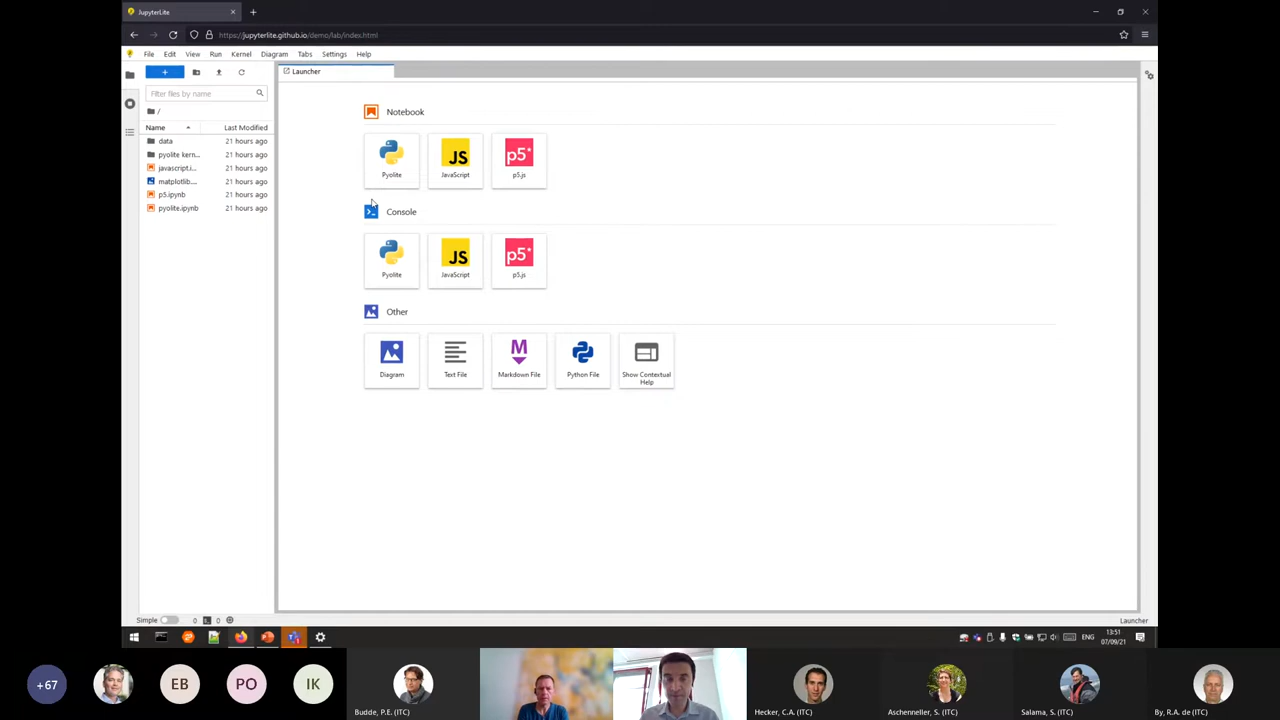 JupyterLite
https://jupyterlite.github.io/demo/lab/index.html
File Edit View Run Kernel Diagram Tabs Settings Help
Launcher
Filter files by name
/
Name Last Modified
data 21 hours ago
pyolite kern... 21 hours ago
javascript.i... 21 hours ago
matplotlib.... 21 hours ago
p5.ipynb 21 hours ago
pyolite.ipynb 21 hours ago
Notebook
JS p5*
Pyolite JavaScript p5.js
Console
JS p5*
Pyolite JavaScript p5.js
Other
M
Diagram Text File Markdown File Python File Show Contextual
Help
Simple
Launcher
ENG
13:51
07/09/21
+67 EB PO IK
Budde, P.E. (ITC) Hecker, C.A. (ITC) Aschenneller, S. (ITC) Salama, S. (ITC) By, R.A. de (ITC)